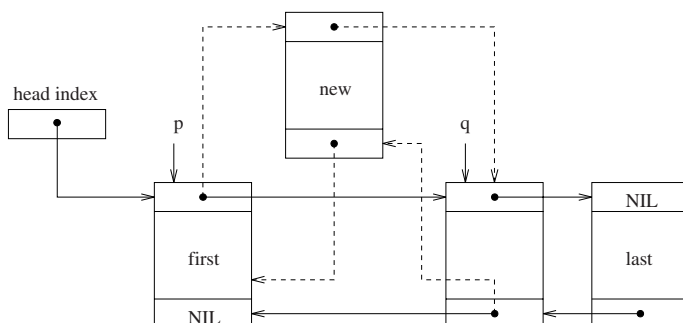 new
head index
p
q
NIL
first
last
NIL